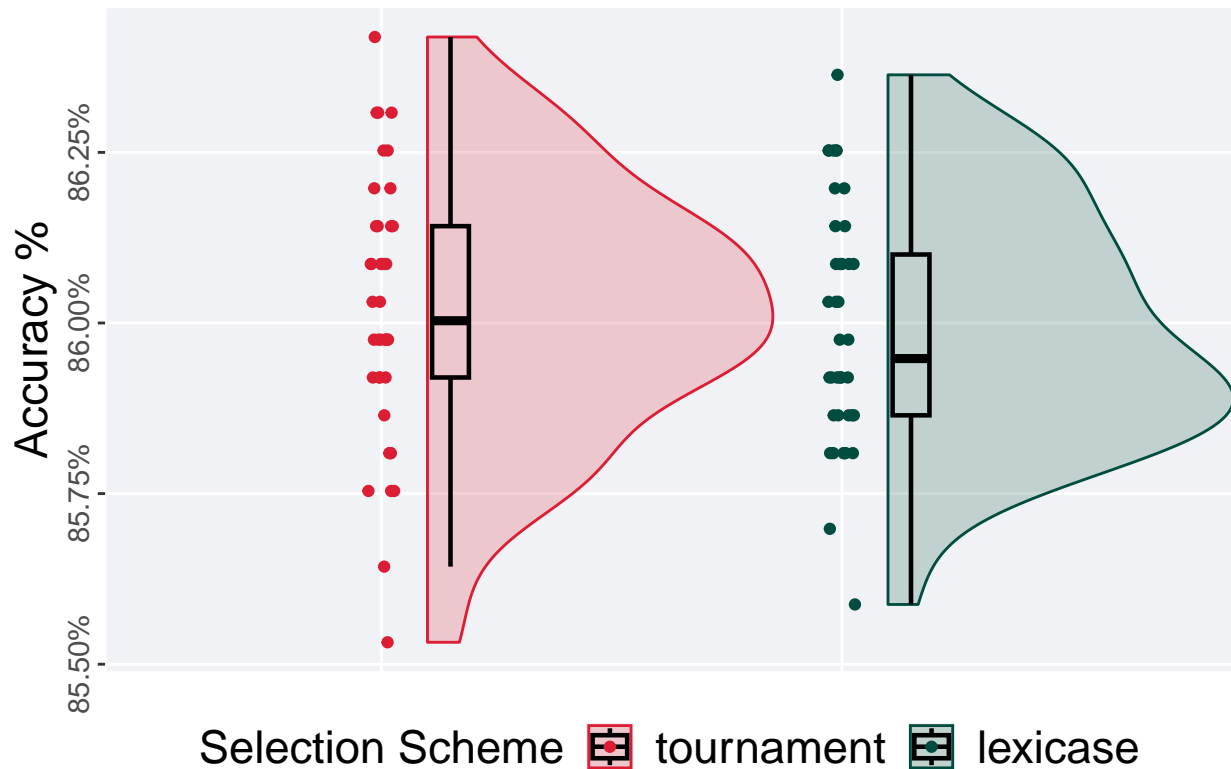 Accuracy %
86.25%
86.00%
85.75%
85.50%
Selection Scheme tournament lexicase